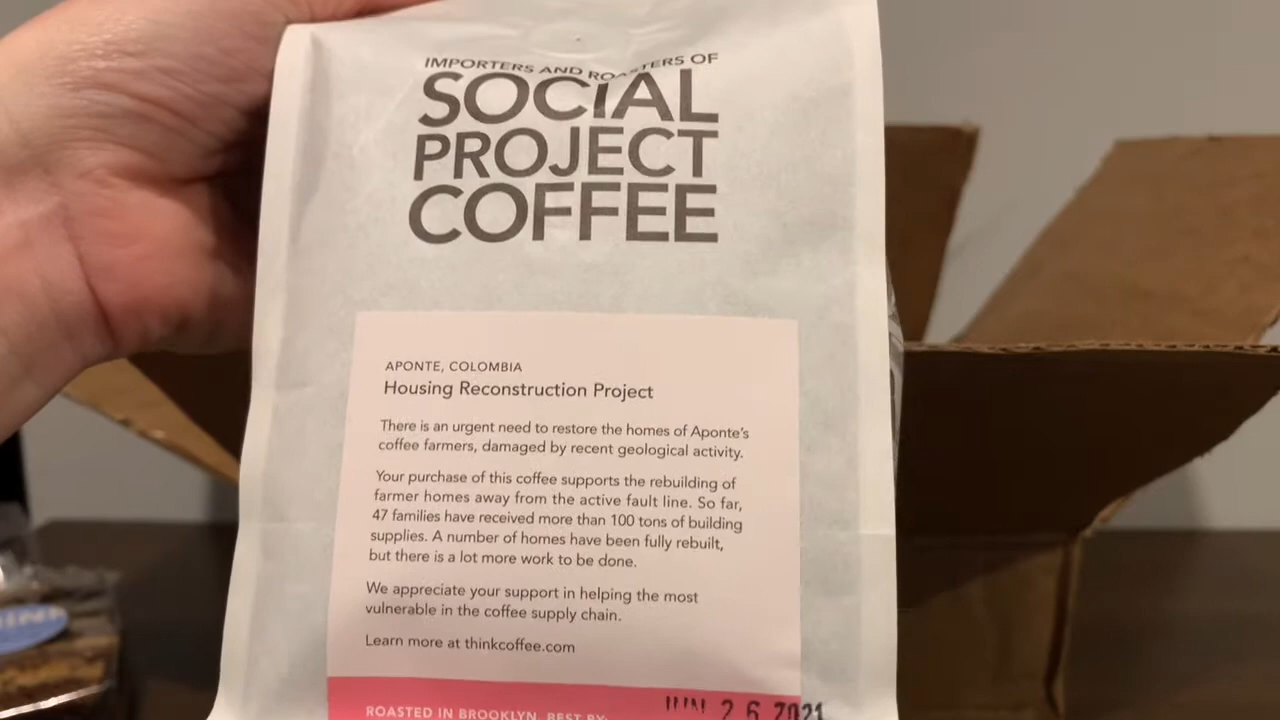 IMPORTERS AND ROASTERS OF
SOCIAL
PROJECT
COFFEE
APONTE, COLOMBIA
Housing Reconstruction Project
There is an urgent need to restore the homes of Aponte's
coffee farmers, damaged by recent geological activity.
Your purchase of this coffee supports the rebuilding of
farmer homes away from the active fault line. So far,
47 families have received more than 100 tons of building
supplies. A number of homes have been fully rebuilt,
but there is a lot more work to be done.
We appreciate your support in helping the most
vulnerable in the coffee supply chain.
Learn more at thinkcoffee.com
ROASTED IN BROOKLYN. BEST BY: JUN 26 2021